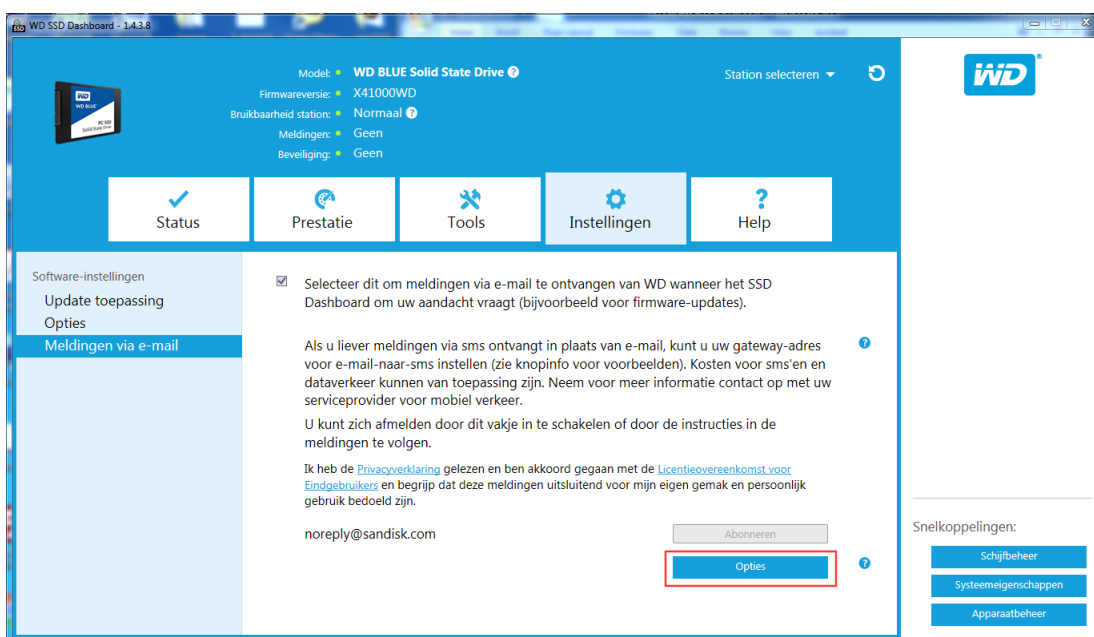 WD SSD Dashboard - 1.4.3.8
Model: WD BLUE Solid State Drive ?
Firmwareversie: X41000WD
Bruikbaarheid station: Normaal ?
Meldingen: Geen
Beveiliging: Geen
Station selecteren
WD
WD BLUE
WD
Status
Prestatie
Tools
Instellingen
? Help
Software-instellingen
Update toepassing
Opties
Meldingen via e-mail
Selecteer dit om meldingen via e-mail te ontvangen van WD wanneer het SSD
Dashboard om uw aandacht vraagt (bijvoorbeeld voor firmware-updates).
Als u liever meldingen via sms ontvangt in plaats van e-mail, kunt u uw gateway-adres
voor e-mail-naar-sms instellen (zie knopinfo voor voorbeelden). Kosten voor sms'en en
dataverkeer kunnen van toepassing zijn. Neem voor meer informatie contact op met uw
serviceprovider voor mobiel verkeer.
U kunt zich afmelden door dit vakje in te schakelen of door de instructies in de
meldingen te volgen.
Ik heb de Privacyverklaring gelezen en ben akkoord gegaan met de Licentieovereenkomst voor
Eindgebruikers en begrijp dat deze meldingen uitsluitend voor mijn eigen gemak en persoonlijk
gebruik bedoeld zijn.
noreply@sandisk.com
Abonneren
Opties
Snelkoppelingen:
Schijfbeheer
Systeemeigenschappen
Apparaatbeheer